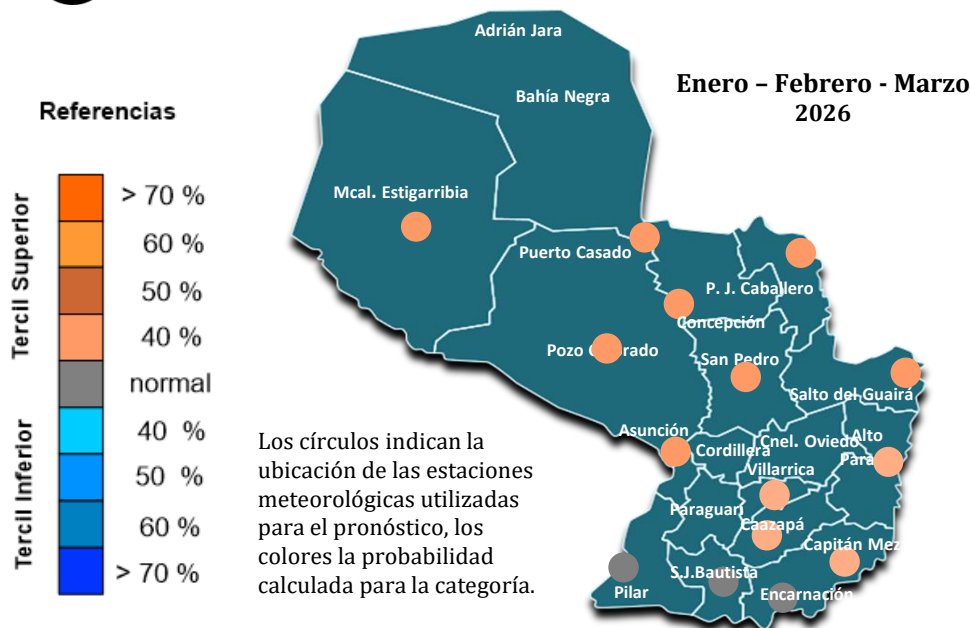 Enero – Febrero - Marzo
2026
Referencias
Tercil Superior
> 70 %
60 %
50 %
40 %
normal
Tercil Inferior
40 %
50 %
60 %
> 70 %
Los círculos indican la
ubicación de las estaciones
meteorológicas utilizadas
para el pronóstico, los
colores la probabilidad
calculada para la categoría.
Adrián Jara
Bahía Negra
Mcal. Estigarribia
Puerto Casado
P. J. Caballero
Concepción
Pozo Colorado
San Pedro
Salto del Guairá
Asunción
Cordillera
Cnel. Oviedo
Alto
Villarrica
Paraguarí
Caazapá
Capitán Mez
S.J.Bautista
Pilar
Encarnación